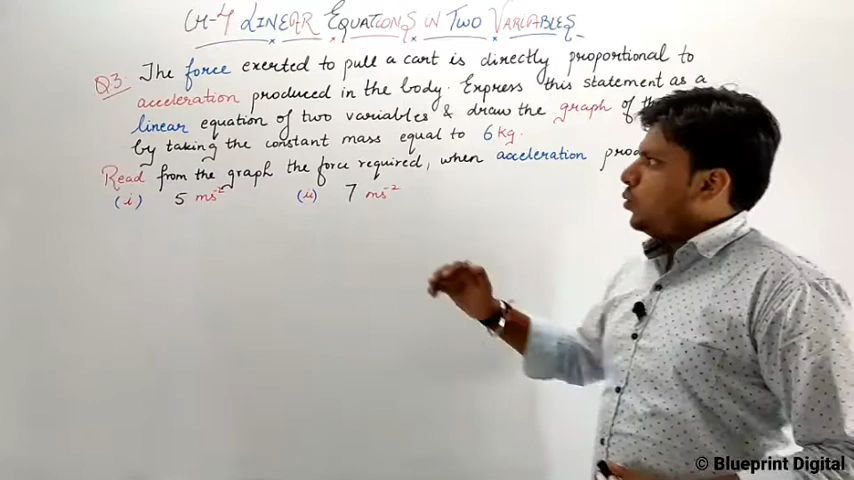 CH-4 LINEAR EQUATIONS IN TWO VARIABLES
Q3. The force exerted to pull a cart is directly proportional to
acceleration produced in the body. Express this statement as a
linear equation of two variables & draw the graph of
by taking the constant mass equal to 6 kg.
Read from the graph the force required, when acceleration
(i) 5 ms⁻² (ii) 7 ms⁻²
© Blueprint Digital